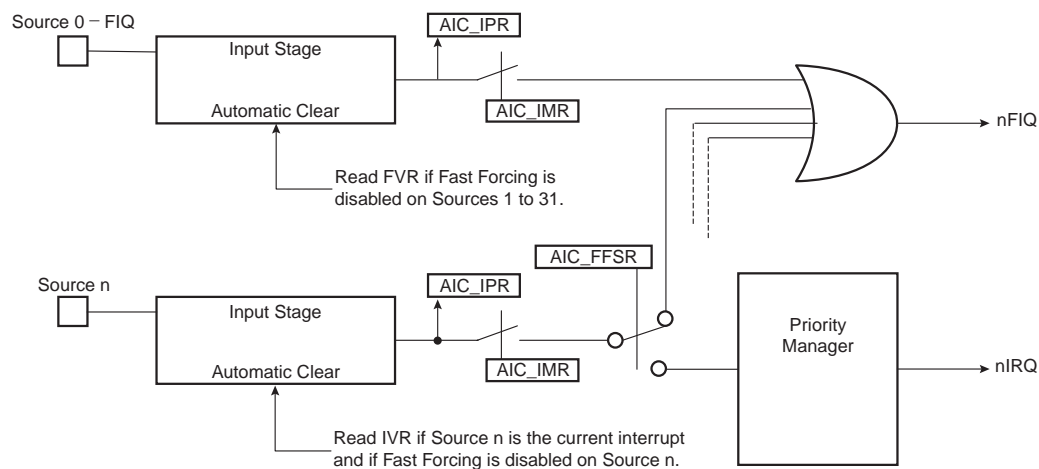 Source 0 – FIQ
AIC_IPR
Input Stage
Automatic Clear
AIC_IMR
nFIQ
Read FVR if Fast Forcing is
disabled on Sources 1 to 31.
AIC_FFSR
Source n
AIC_IPR
Input Stage
Priority
Manager
Automatic Clear
AIC_IMR
nIRQ
Read IVR if Source n is the current interrupt
and if Fast Forcing is disabled on Source n.